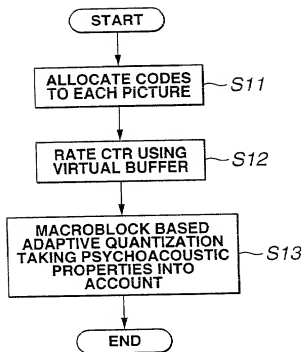 START
ALLOCATE CODES
TO EACH PICTURE
S11
RATE CTR USING
VIRTUAL BUFFER
S12
MACROBLOCK BASED
ADAPTIVE QUANTIZATION
TAKING PSYCHOACOUSTIC
PROPERTIES INTO
ACCOUNT
S13
END